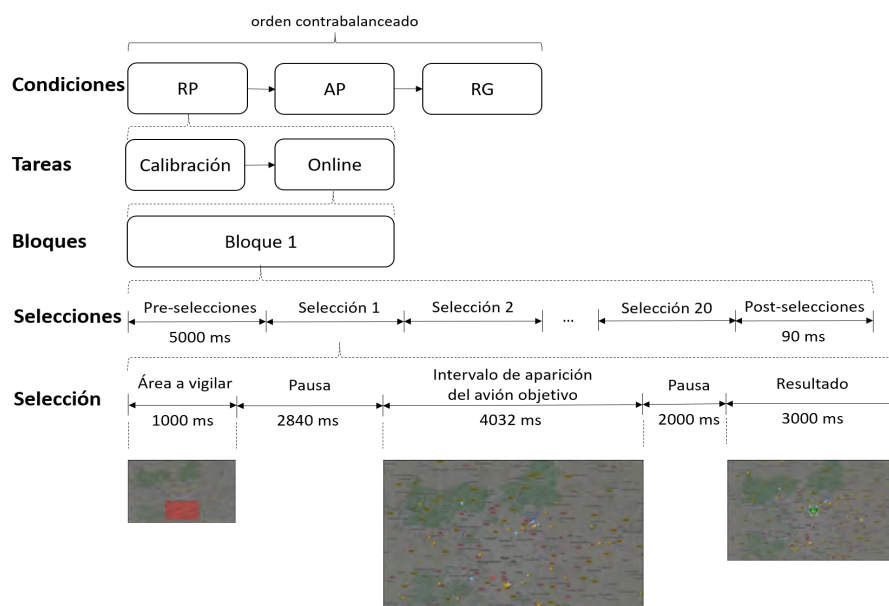 orden contrabalanceado
Condiciones
RP
AP
RG
Tareas
Calibración
Online
Bloques
Bloque 1
Selecciones
Pre-selecciones
Selección 1
Selección 2
...
Selección 20
Post-selecciones
5000 ms
90 ms
Selección
Área a vigilar
Pausa
Intervalo de aparición
del avión objetivo
Pausa
Resultado
1000 ms
2840 ms
4032 ms
2000 ms
3000 ms